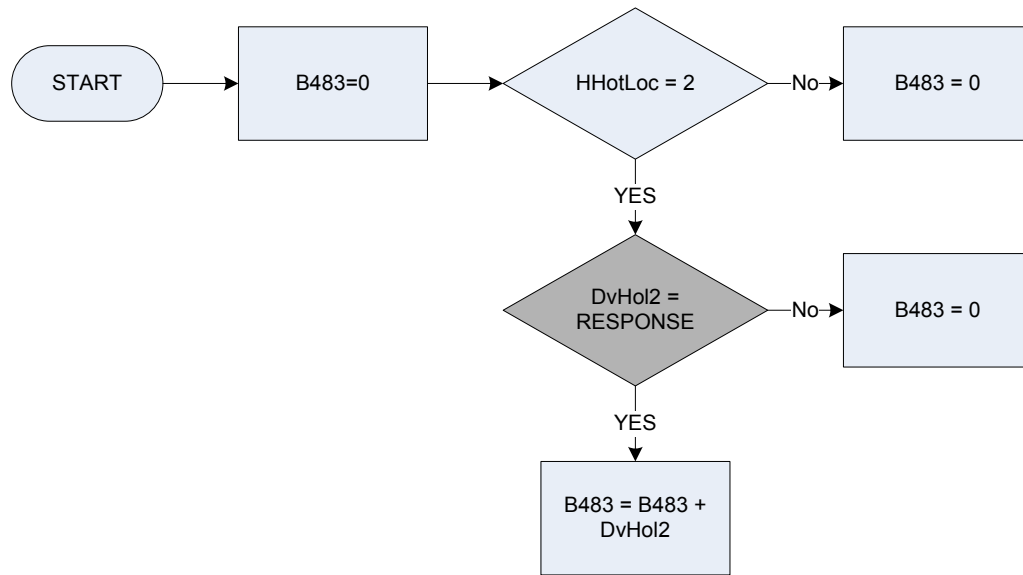 START
B483=0
HHotLoc = 2
No
B483 = 0
YES
DvHol2 =
RESPONSE
No
B483 = 0
YES
B483 = B483 +
DvHol2